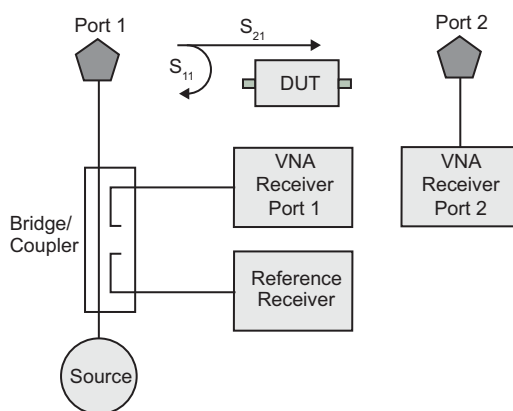 Port 1
S21
Port 2
S11
DUT
VNA
Receiver
Port 1
VNA
Receiver
Port 2
Bridge/
Coupler
Reference
Receiver
Source